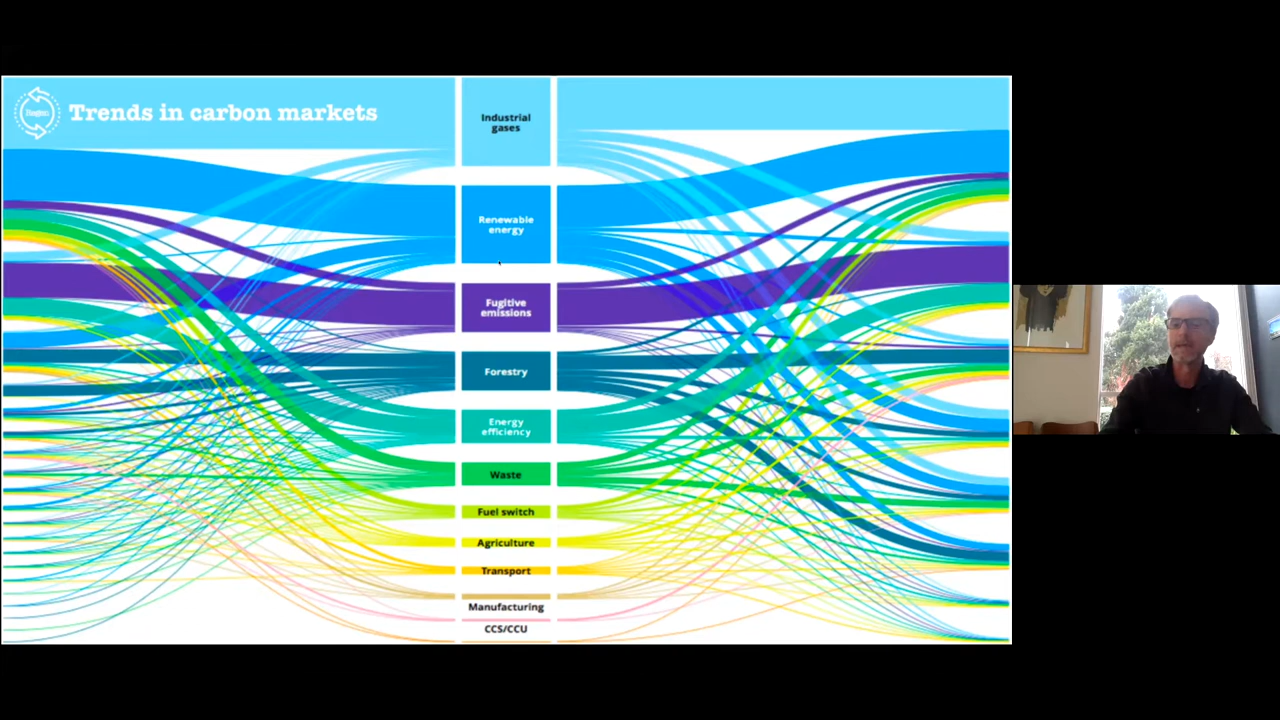 Regen
Trends in carbon markets
Industrial
gases
Renewable
energy
Fugitive
emissions
Forestry
Energy
efficiency
Waste
Fuel switch
Agriculture
Transport
Manufacturing
CCS/CCU